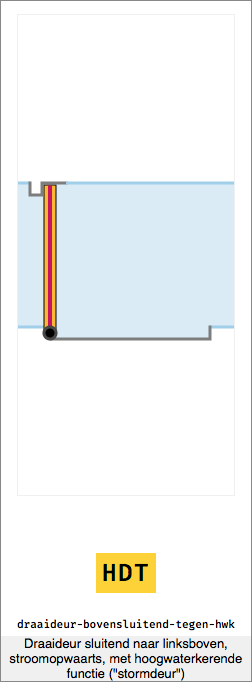 HDT
draaideur-bovensluitend-tegen-hwk
Draaideur sluitend naar linksboven,
stroomopwaarts, met hoogwaterkerende
functie ("stormdeur")